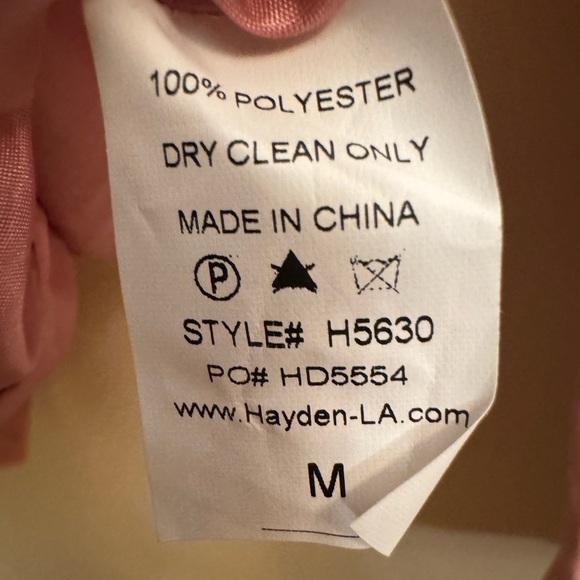 100% POLYESTER
DRY CLEAN ONLY
MADE IN CHINA
P
STYLE# H5630
PO# HD5554
www.Hayden-LA.com
M